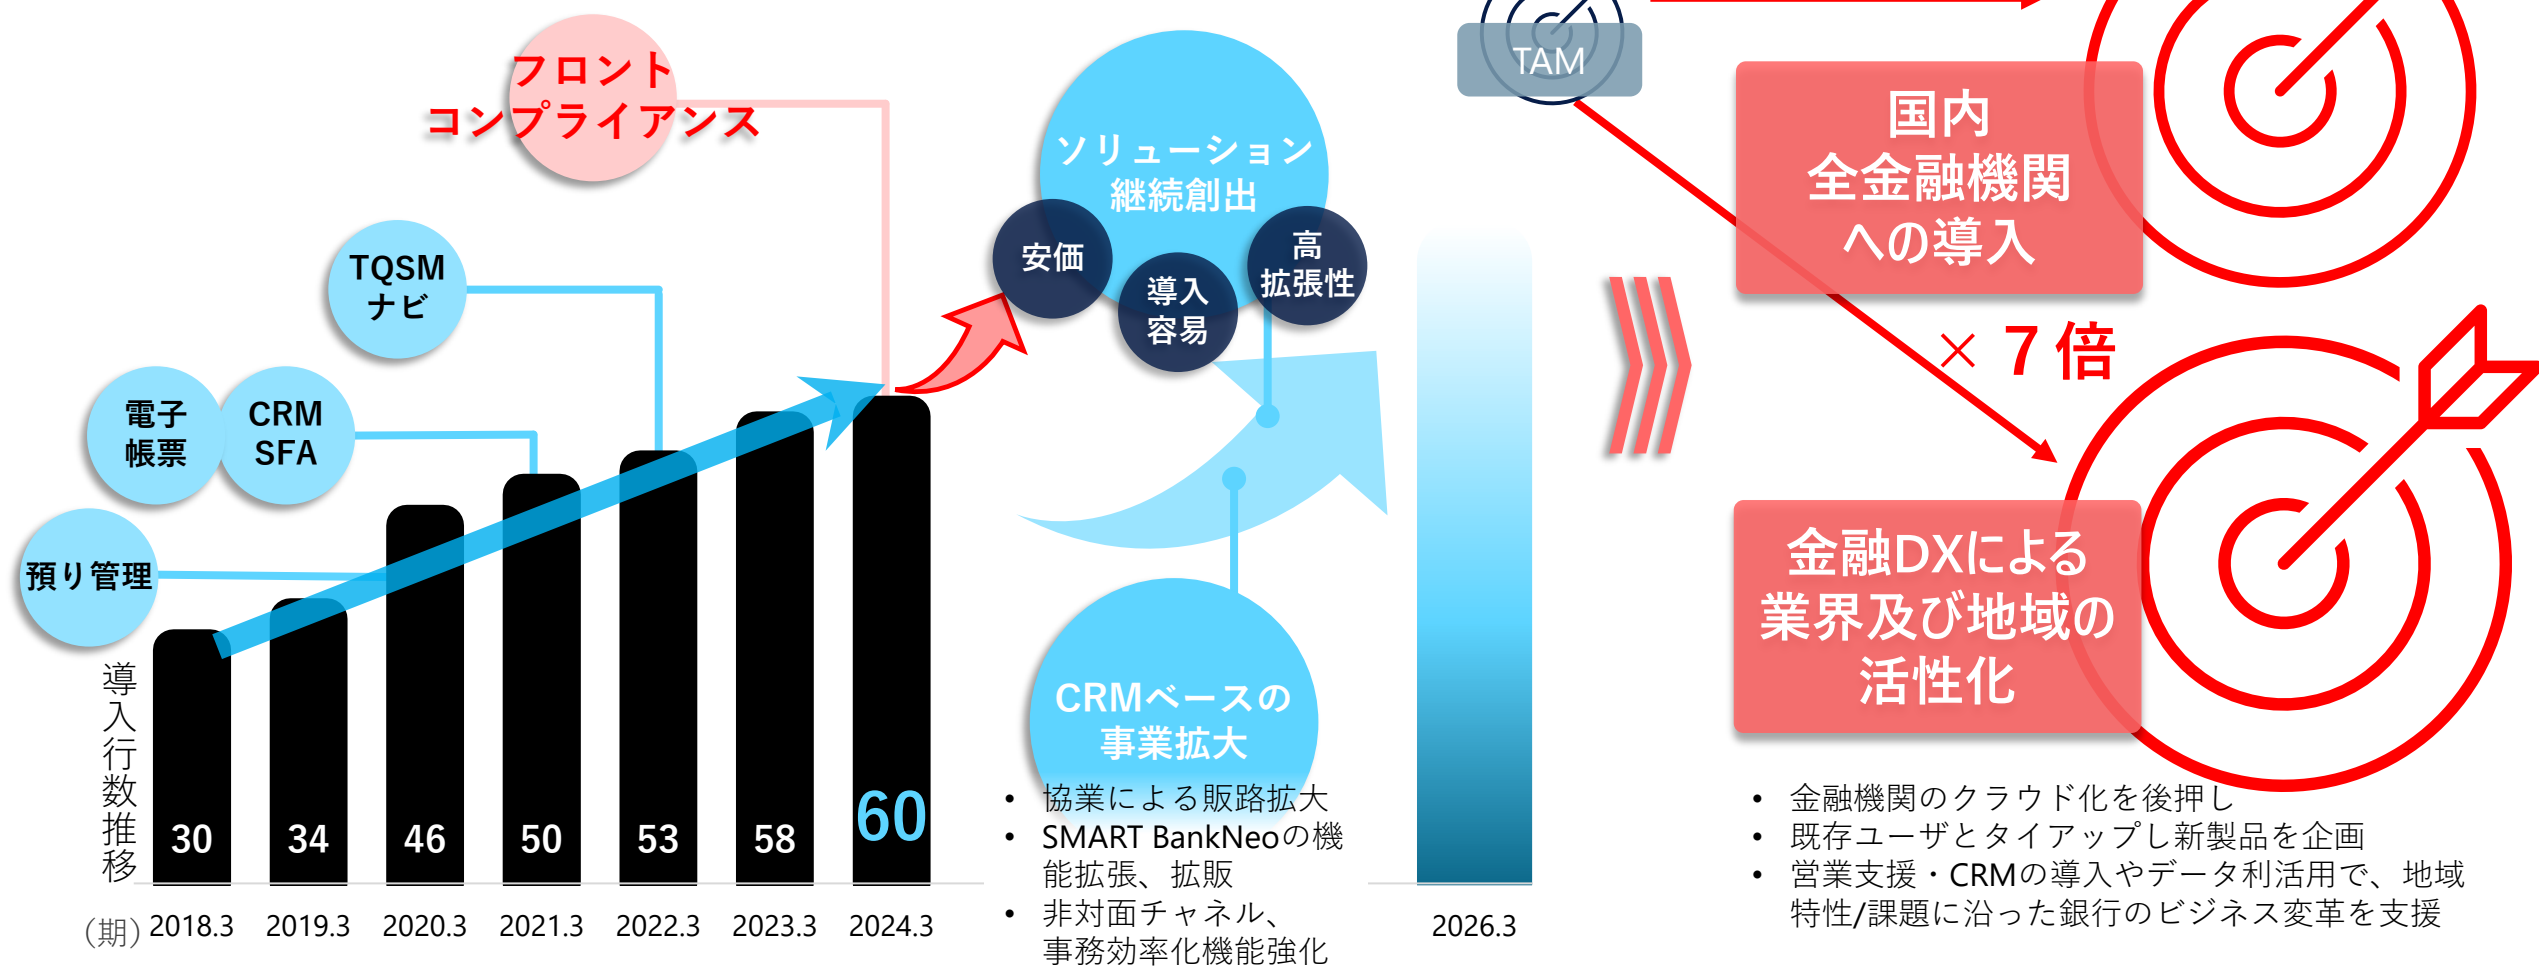 フロント
コンプライアンス
TQSM
ナビ
電子
帳票
CRM
SFA
預り管理
導入行数推移
30
34
46
50
53
58
60
(期)
2018.3
2019.3
2020.3
2021.3
2022.3
2023.3
2024.3
ソリューション
継続創出
安価
導入
容易
高
拡張性
CRMベースの
事業拡大
• 協業による販路拡大
• SMART BankNeoの機
能拡張、拡販
• 非対面チャネル、
事務効率化機能強化
2026.3
TAM
国内
全金融機関
への導入
×７倍
金融DXによる
業界及び地域の
活性化
• 金融機関のクラウド化を後押し
• 既存ユーザとタイアップし新製品を企画
• 営業支援・CRMの導入やデータ利活用で、地域
特性/課題に沿った銀行のビジネス変革を支援